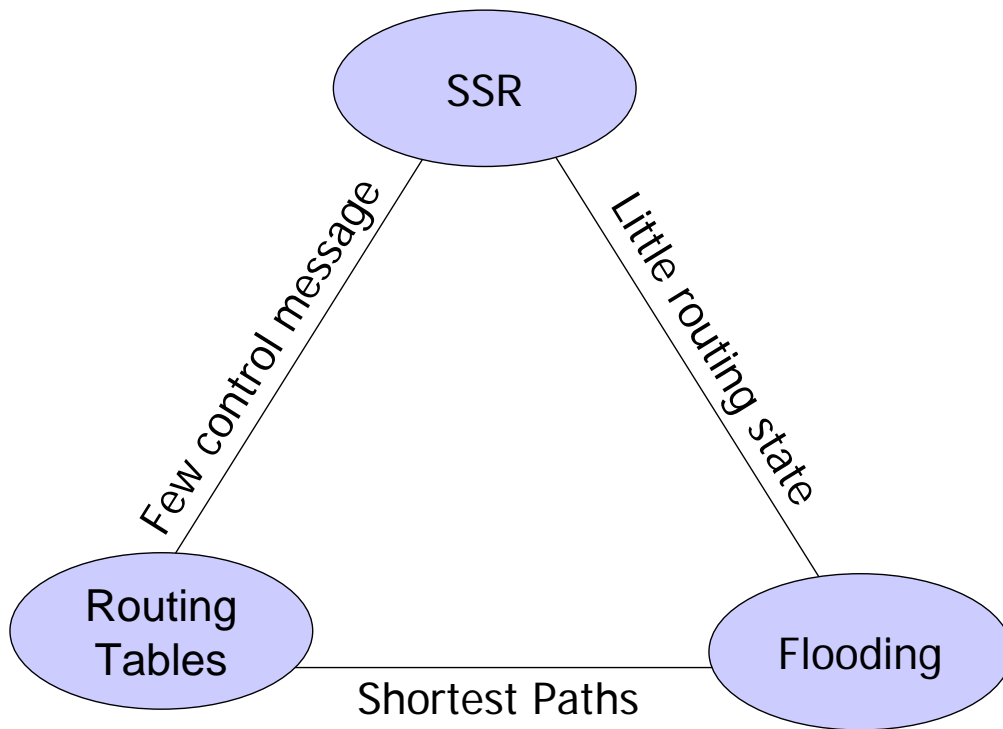 SSR
Few control message
Little routing state
Routing
Tables
Flooding
Shortest Paths